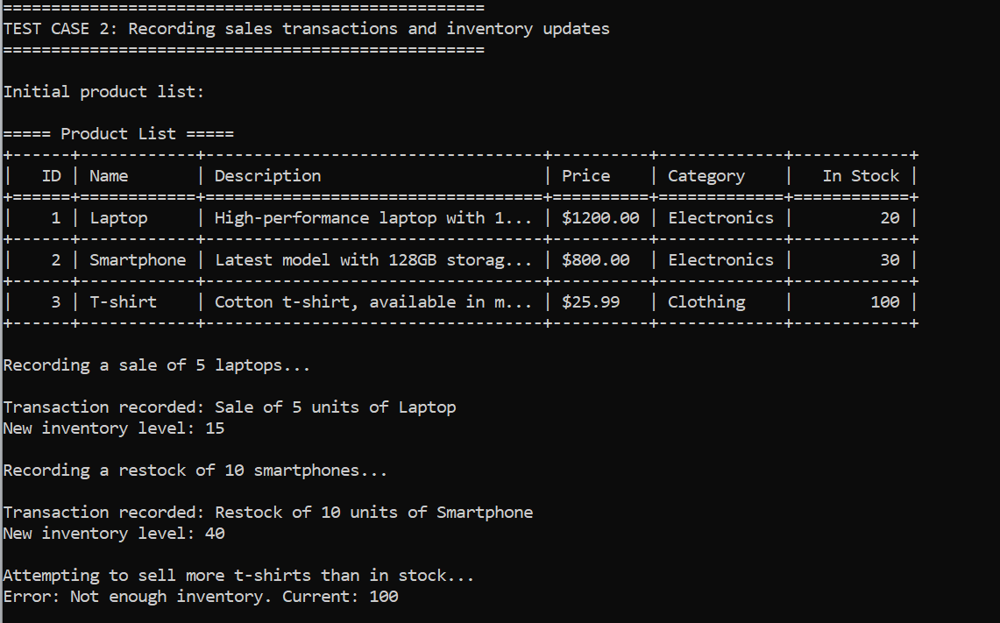 ==================================================
TEST CASE 2: Recording sales transactions and inventory updates
==================================================
Initial product list:
===== Product List =====
+------+------------+-----------------------------------+----------+-------------+------------+
|   ID | Name       | Description                       | Price    | Category    |   In Stock |
+======+============+===================================+==========+=============+============+
|    1 | Laptop     | High-performance laptop with 1... | $1200.00 | Electronics |         20 |
+------+------------+-----------------------------------+----------+-------------+------------+
|    2 | Smartphone | Latest model with 128GB storag... | $800.00  | Electronics |         30 |
+------+------------+-----------------------------------+----------+-------------+------------+
|    3 | T-shirt    | Cotton t-shirt, available in m... | $25.99   | Clothing    |        100 |
+------+------------+-----------------------------------+----------+-------------+------------+
Recording a sale of 5 laptops...
Transaction recorded: Sale of 5 units of Laptop
New inventory level: 15
Recording a restock of 10 smartphones...
Transaction recorded: Restock of 10 units of Smartphone
New inventory level: 40
Attempting to sell more t-shirts than in stock...
Error: Not enough inventory. Current: 100